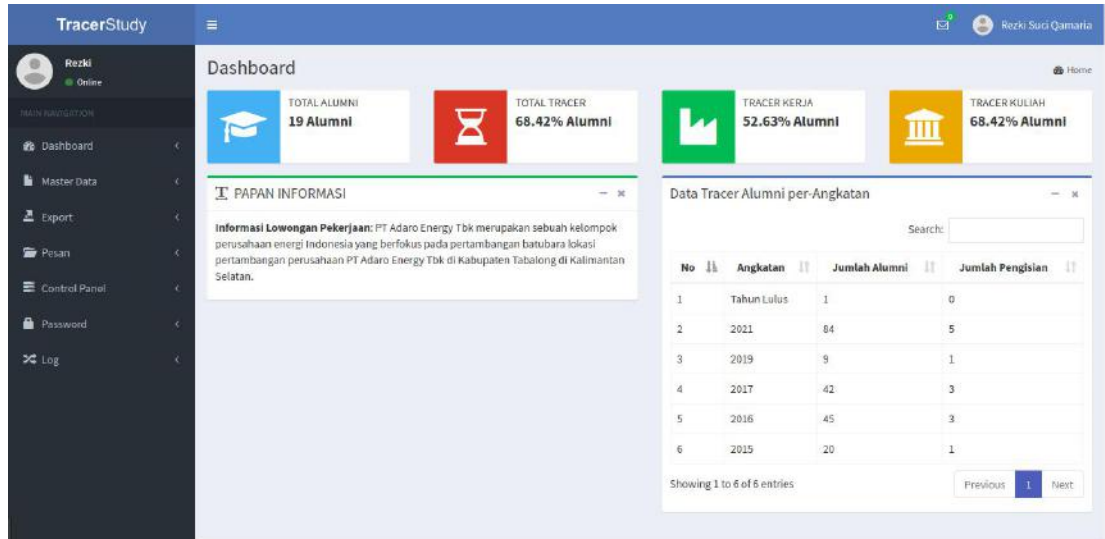 TracerStudy
0
Rezki Suci Qamaria
Rezki
Online
MAIN NAVIGATION
Dashboard
Master Data
Export
Pesan
Control Panel
Password
Log
Dashboard
Home
TOTAL ALUMNI
19 Alumni
TOTAL TRACER
68.42% Alumni
TRACER KERJA
52.63% Alumni
TRACER KULIAH
68.42% Alumni
PAPAN INFORMASI
Informasi Lowongan Pekerjaan: PT Adaro Energy Tbk merupakan sebuah kelompok
perusahaan energi Indonesia yang berfokus pada pertambangan batubara lokasi
pertambangan perusahaan PT Adaro Energy Tbk di Kabupaten Tabalong di Kalimantan
Selatan.
Data Tracer Alumni per-Angkatan
Search:
No Angkatan Jumlah Alumni Jumlah Pengisian
1 Tahun Lulus 1 0
2 2021 84 5
3 2019 9 1
4 2017 42 3
5 2016 45 3
6 2015 20 1
Showing 1 to 6 of 6 entries
Previous 1 Next